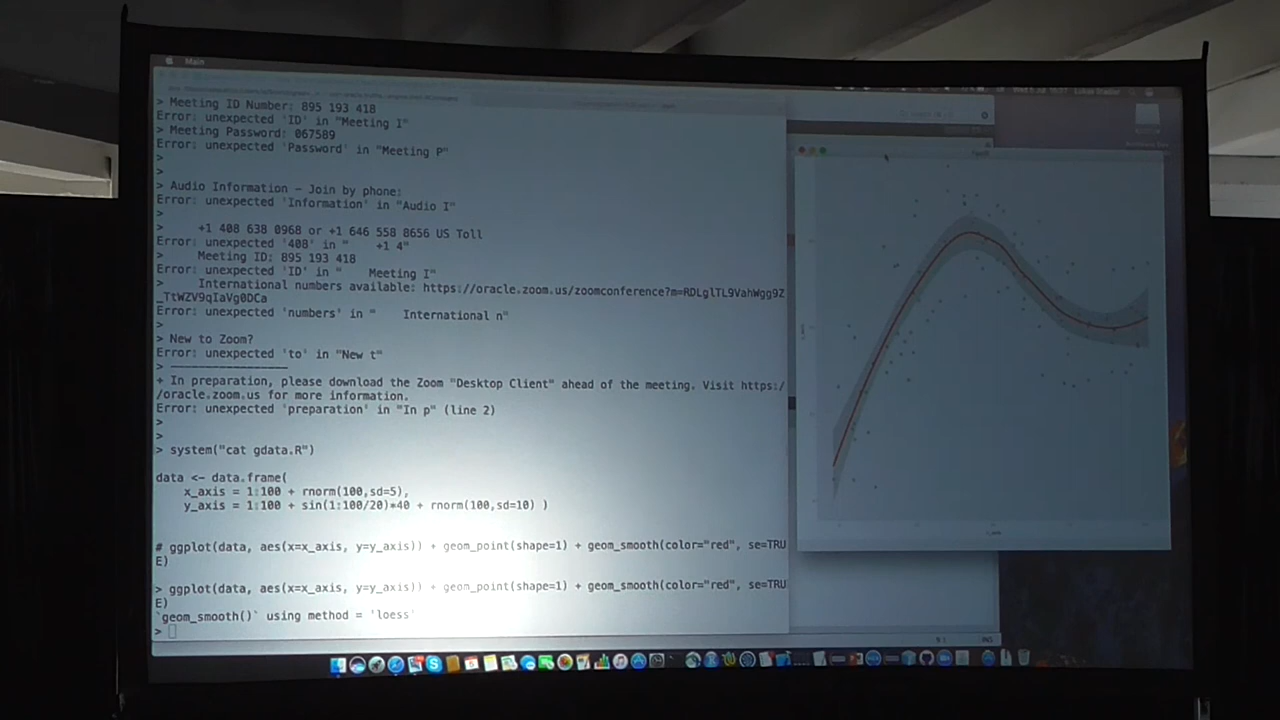 Main
> Meeting ID Number: 895 193 418
Error: unexpected 'ID' in "Meeting I"
> Meeting Password: 067589
Error: unexpected 'Password' in "Meeting P"
>
>
> Audio Information – Join by phone:
Error: unexpected 'Information' in "Audio I"
>
>     +1 408 638 0968 or +1 646 558 8656 US Toll
Error: unexpected '408' in "    +1 4"
>     Meeting ID: 895 193 418
Error: unexpected 'ID' in "    Meeting I"
>     International numbers available: https://oracle.zoom.us/zoomconference?m=RDLglTL9VahWgg9Z
_TtWZV9qIaVg0DCa
Error: unexpected 'numbers' in "    International n"
>
> New to Zoom?
Error: unexpected 'to' in "New t"
> —————————————————
+ In preparation, please download the Zoom "Desktop Client" ahead of the meeting. Visit https:/
/oracle.zoom.us for more information.
Error: unexpected 'preparation' in "In p" (line 2)
>
>
> system("cat gdata.R")
data <- data.frame(
    x_axis = 1:100 + rnorm(100,sd=5),
    y_axis = 1:100 + sin(1:100/20)*40 + rnorm(100,sd=10) )
# ggplot(data, aes(x=x_axis, y=y_axis)) + geom_point(shape=1) + geom_smooth(color="red", se=TRU
E)
> ggplot(data, aes(x=x_axis, y=y_axis)) + geom_point(shape=1) + geom_smooth(color="red", se=TRU
E)
`geom_smooth()` using method = 'loess'
>